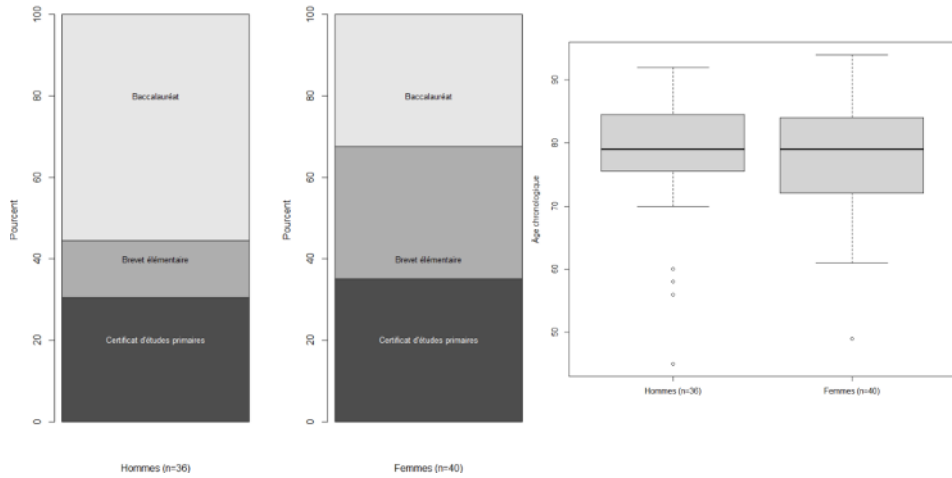 Pourcent
100
80
60
40
20
0
Baccalauréat
Brevet élémentaire
Certificat d'études primaires
Hommes (n=36)
Pourcent
100
80
60
40
20
0
Baccalauréat
Brevet élémentaire
Certificat d'études primaires
Femmes (n=40)
Age chronologique
90
80
70
60
50
Hommes (n=36)
Femmes (n=40)